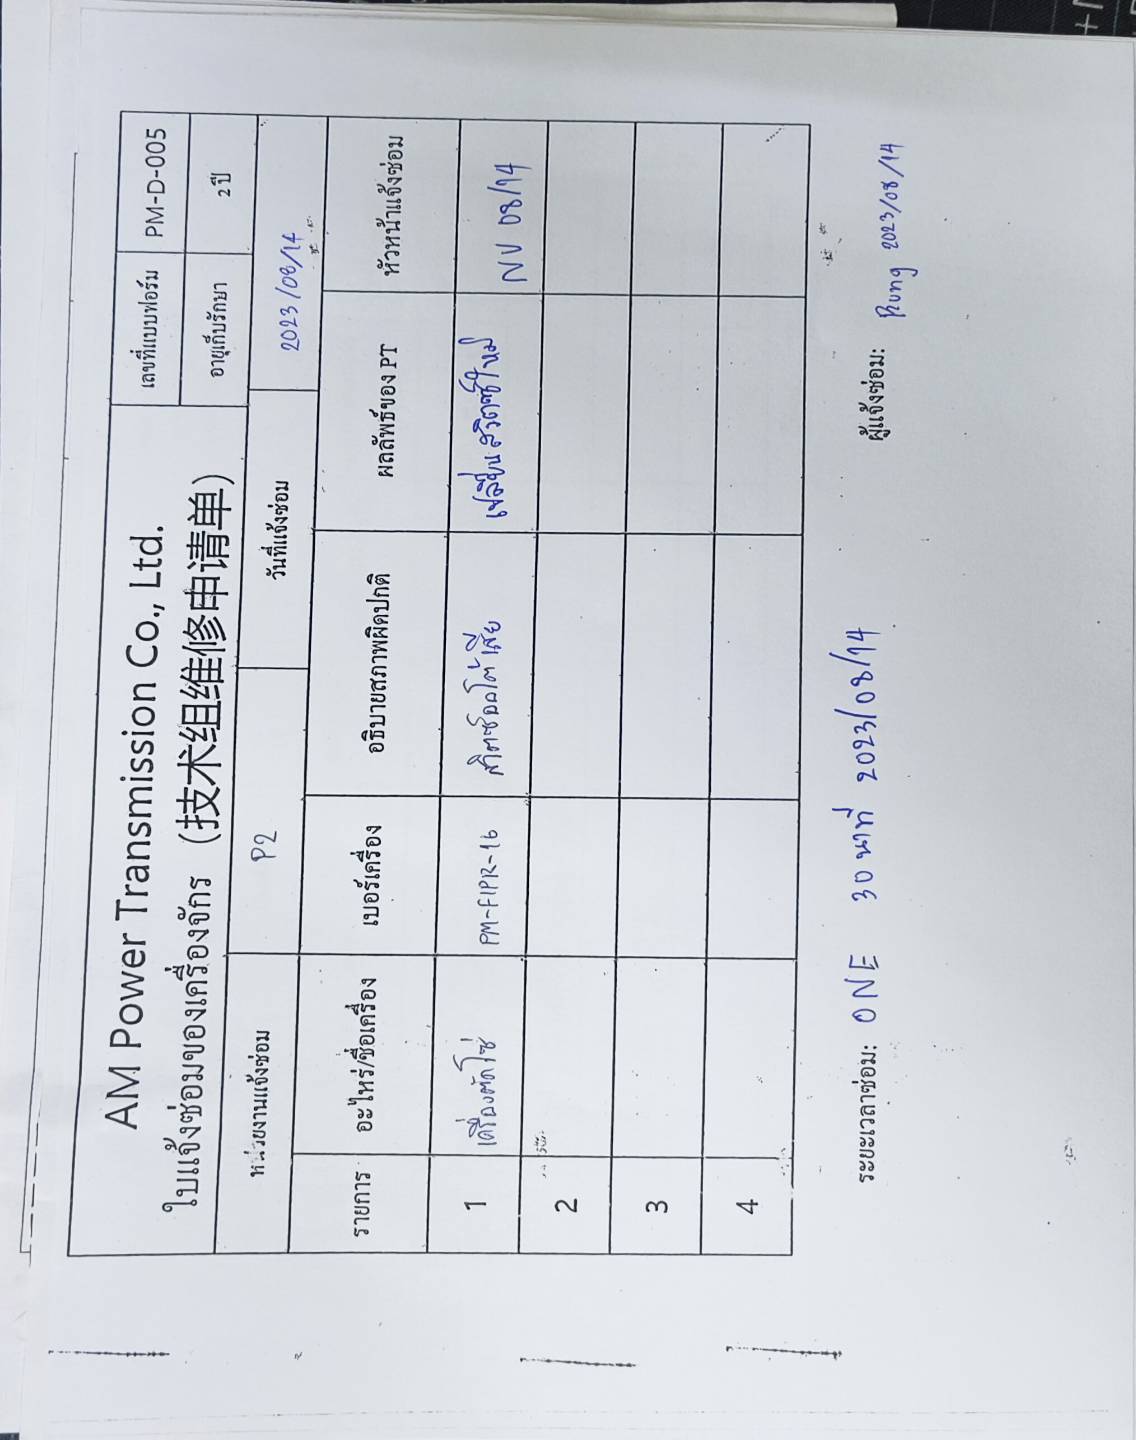 AM Power Transmission Co., Ltd.
ใบแจ้งซ่อมของเครื่องจักร (技术组维修申请单)
เลขที่แบบฟอร์ม PM-D-005
อายุเก็บรักษา 2 ปี
หน่วยงานแจ้งซ่อม P2 วันที่แจ้งซ่อม 2023/08/14
รายการ อะไหร่/ชื่อเครื่อง เบอร์เครื่อง อธิบายสภาพผิดปกติ ผลลัพธ์ของ PT หัวหน้าแจ้งซ่อม
1 เครื่องตัดโซ่ PM-FIPR-16 สวิตซ์ออโต้เสีย เปลี่ยนสวิตซ์ใหม่ NU 08/14
2
3
4
ระยะเวลาซ่อม: ONE 30 นาที 2023/08/14
ผู้แจ้งซ่อม: Rung 2023/08/14